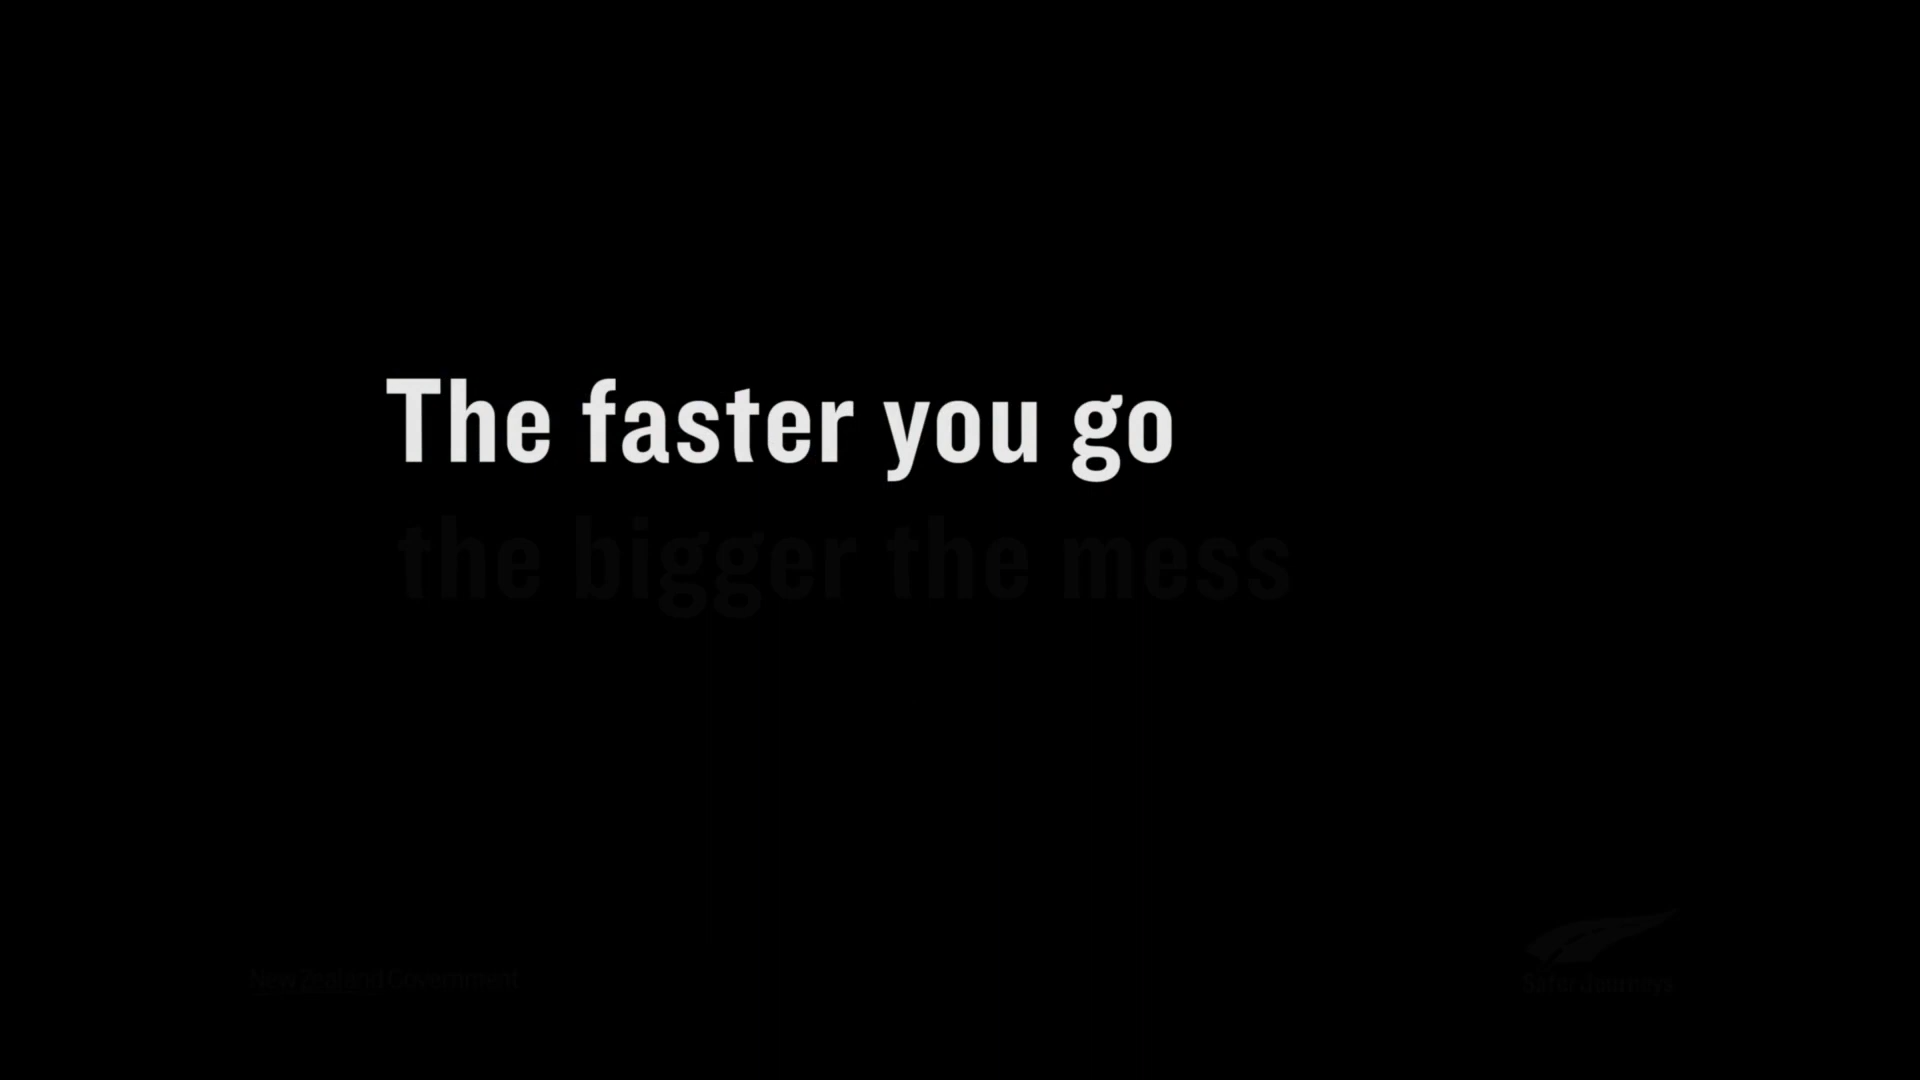 The faster you go
the bigger the mess
New Zealand Government
Safer Journeys